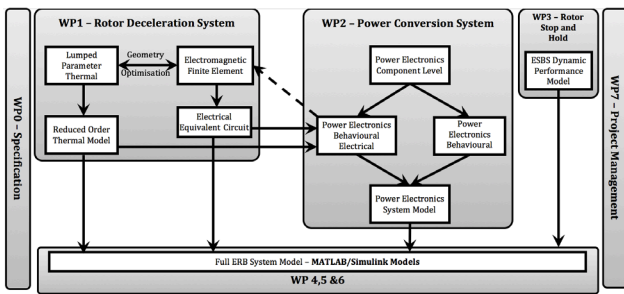 WP0 – Specification
WP1 – Rotor Deceleration System
Lumped
Parameter
Thermal
Geometry
Optimisation
Electromagnetic
Finite Element
Reduced Order
Thermal Model
Electrical
Equivalent Circuit
WP2 – Power Conversion System
Power Electronics
Component Level
Power Electronics
Behavioural
Electrical
Power
Electronics
Behavioural
Power Electronics
System Model
WP3 – Rotor
Stop and
Hold
ESBS Dynamic
Performance
Model
WP7 – Project Management
Full ERB System Model – MATLAB/Simulink Models
WP 4,5 &6